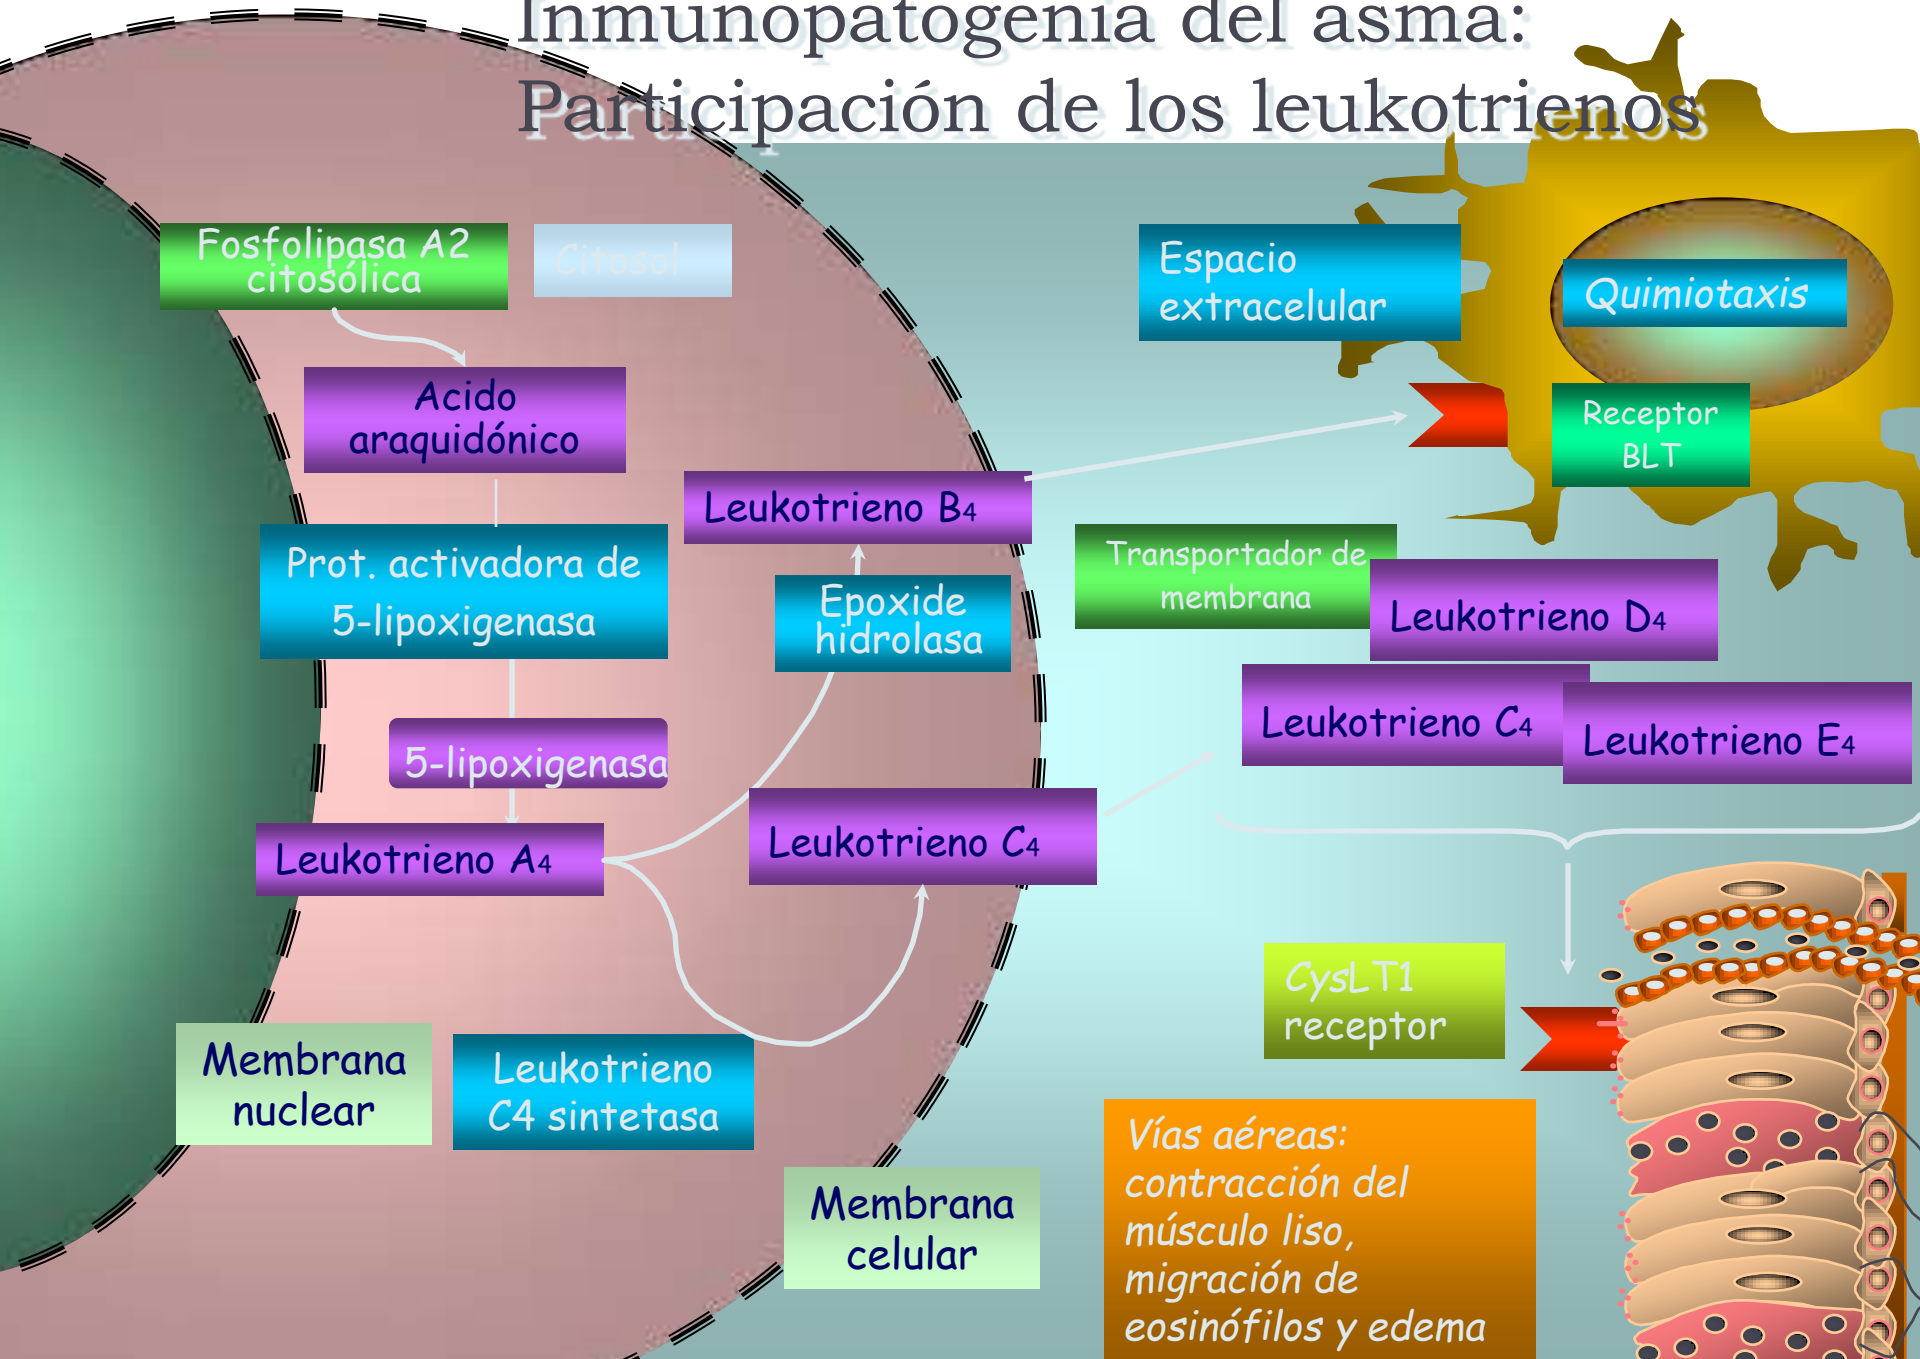 Inmunopatogenia del asma:
Participación de los leukotrienos
Fosfolipasa A2
citosólica
Citosol
Espacio
extracelular
Quimiotaxis
Acido
araquidónico
Receptor
BLT
Leukotrieno B4
Prot. activadora de
5-lipoxigenasa
Transportador de
membrana
Epoxide
hidrolasa
Leukotrieno D4
Leukotrieno C4
Leukotrieno E4
5-lipoxigenasa
Leukotrieno A4
Leukotrieno C4
CysLT1
receptor
Membrana
nuclear
Leukotrieno
C4 sintetasa
Vías aéreas:
contracción del
músculo liso,
migración de
eosinófilos y edema
Membrana
celular